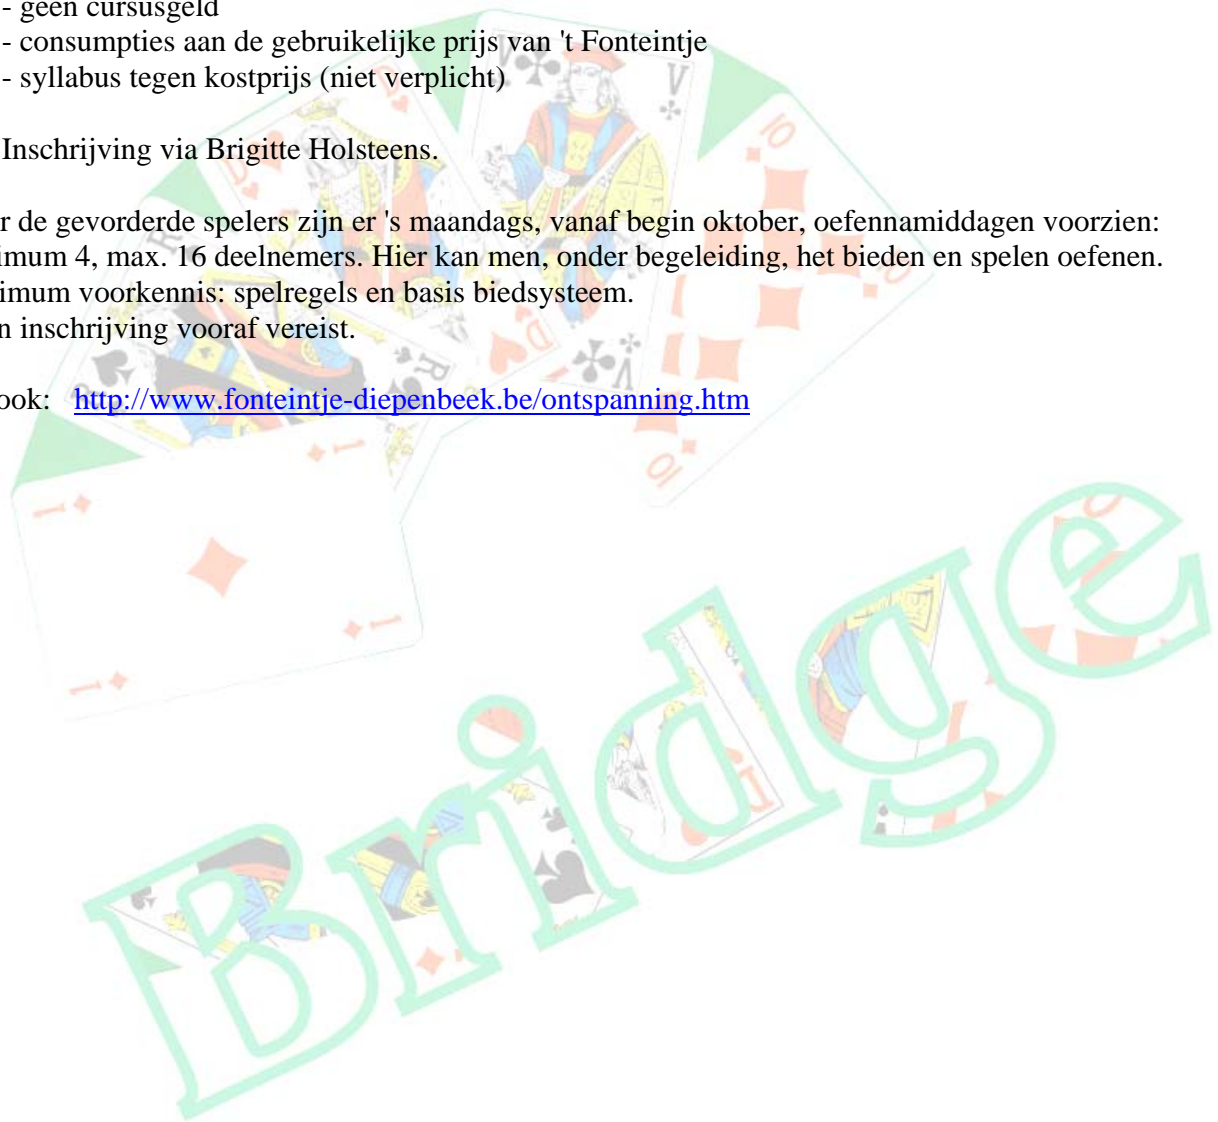 - geen cursusgeld
- consumpties aan de gebruikelijke prijs van 't Fonteintje
- syllabus tegen kostprijs (niet verplicht)
Inschrijving via Brigitte Holsteens.
r de gevorderde spelers zijn er 's maandags, vanaf begin oktober, oefennamiddagen voorzien:
imum 4, max. 16 deelnemers. Hier kan men, onder begeleiding, het bieden en spelen oefenen.
imum voorkennis: spelregels en basis biedsysteem.
n inschrijving vooraf vereist.
ook: http://www.fonteintje-diepenbeek.be/ontspanning.htm
Bridge